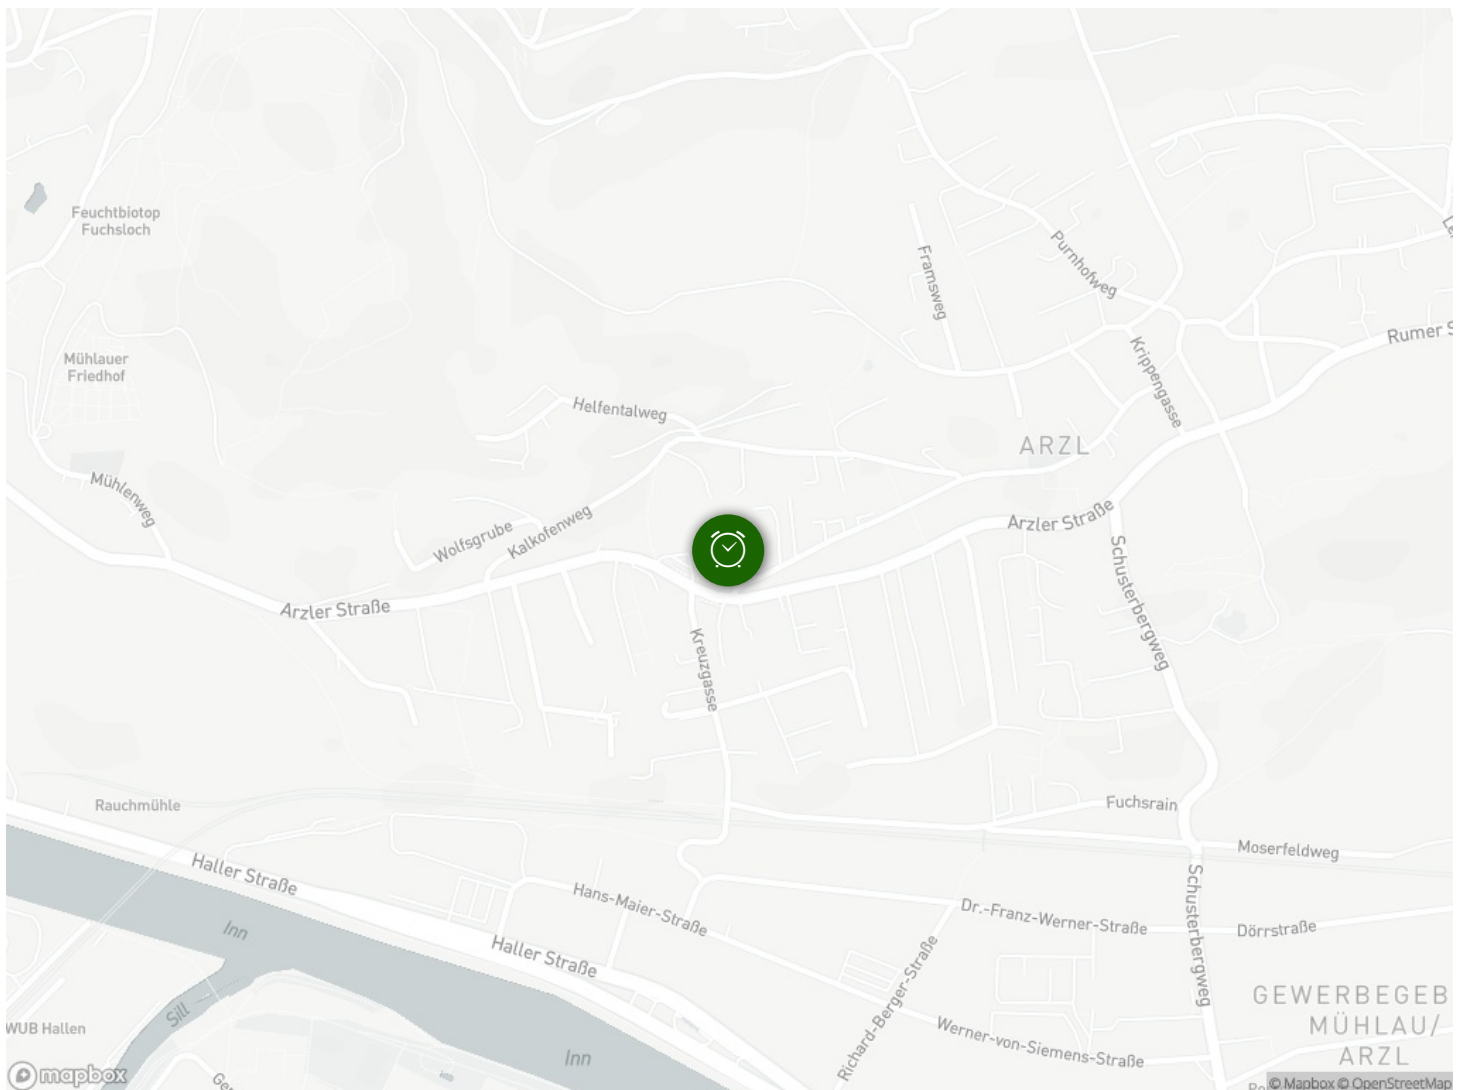 Feuchtbiotop
Fuchsloch
Framsweg
Purnhofweg
Rumer S
Mühlauer
Friedhof
Krippengasse
Helfentalweg
ARZL
Mühlenweg
Wolfsgrube
Kalkofenweg
Arzler Straße
Arzler Straße
Schusterbergweg
Kreuzgasse
Rauchmühle
Fuchsrain
Moserfeldweg
Haller Straße
Hans-Maier-Straße
Dr.-Franz-Werner-Straße
Dörrstraße
Schusterbergweg
Inn
Haller Straße
Richard-Berger-Straße
Sill
WUB Hallen
GEWERBEGEB
MÜHLAU/
ARZL
Werner-von-Siemens-Straße
Inn
mapbox
© Mapbox © OpenStreetMap